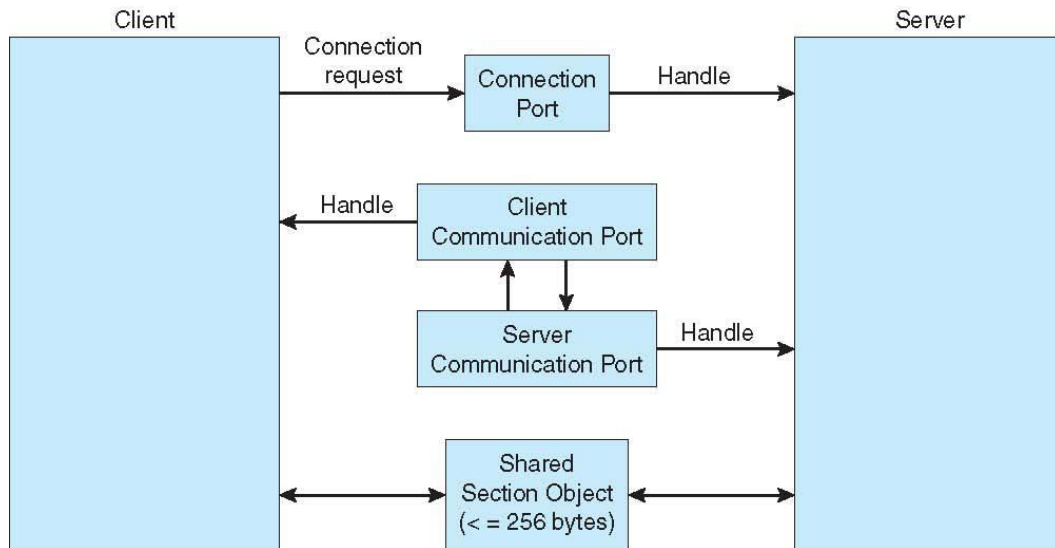 Client
Server
Connection
request
Connection
Port
Handle
Handle
Client
Communication Port
Server
Communication Port
Handle
Shared
Section Object
(< = 256 bytes)